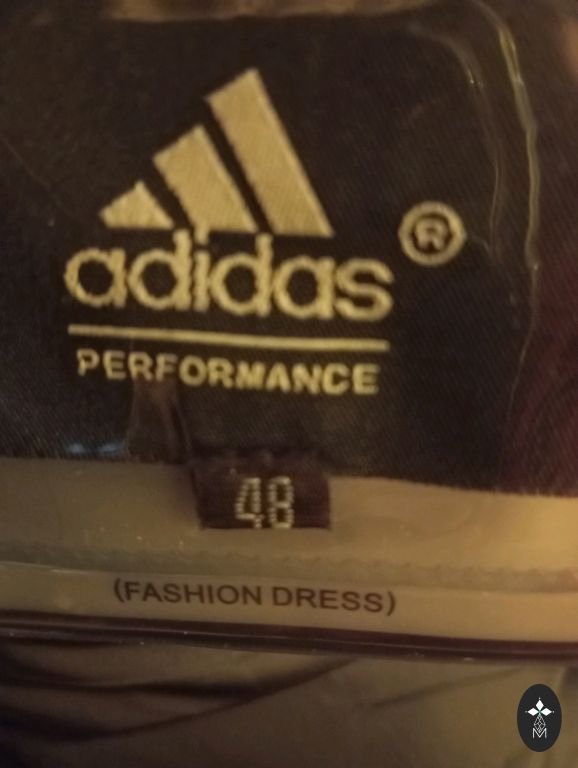 adidas ®
PERFORMANCE
48
(FASHION DRESS)
M